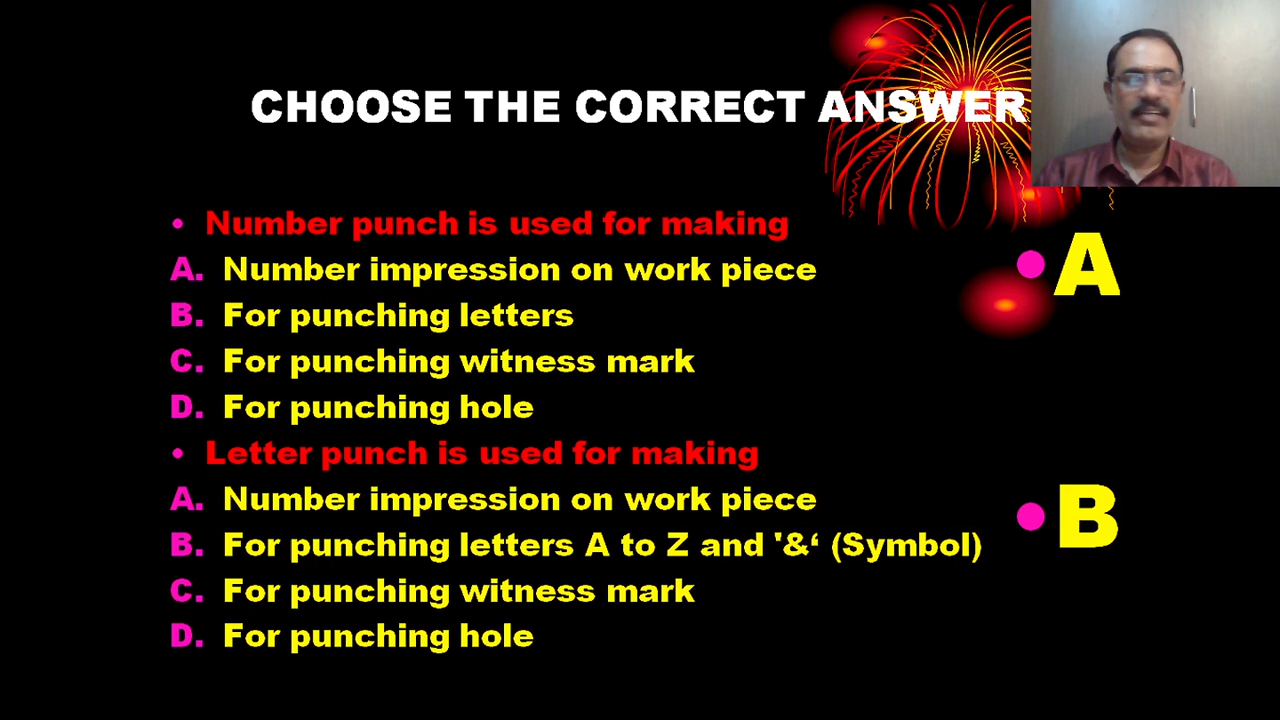 CHOOSE THE CORRECT ANSWER
• Number punch is used for making
A. Number impression on work piece
B. For punching letters
C. For punching witness mark
D. For punching hole
• Letter punch is used for making
A. Number impression on work piece
B. For punching letters A to Z and '&‘ (Symbol)
C. For punching witness mark
D. For punching hole
• A
• B